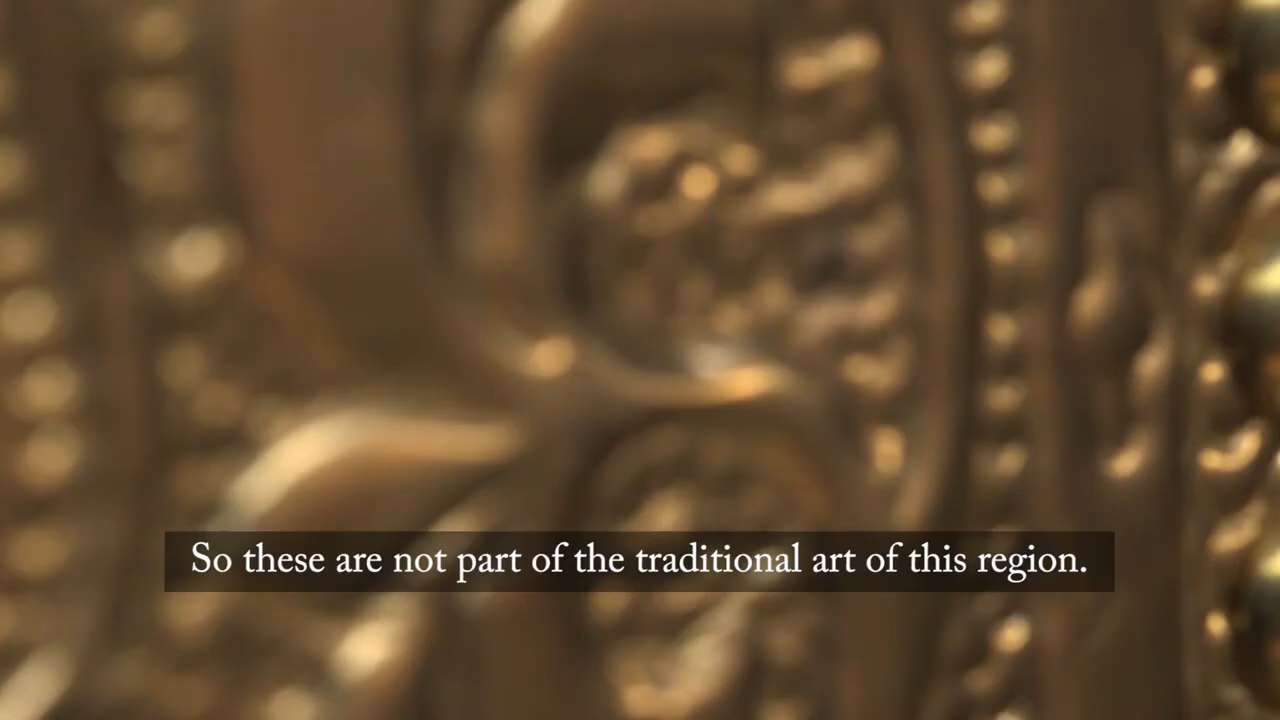 So these are not part of the traditional art of this region.